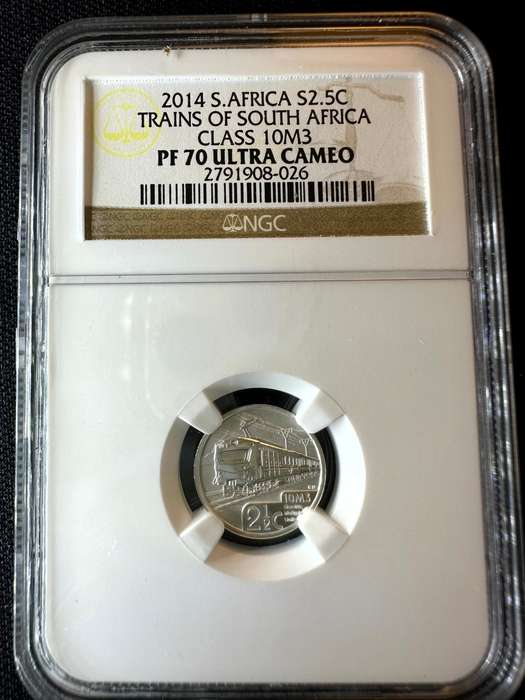 2014 S.AFRICA S2.5C
TRAINS OF SOUTH AFRICA
CLASS 10M3
PF 70 ULTRA CAMEO
2791908-026
NGC
10M3
2½C